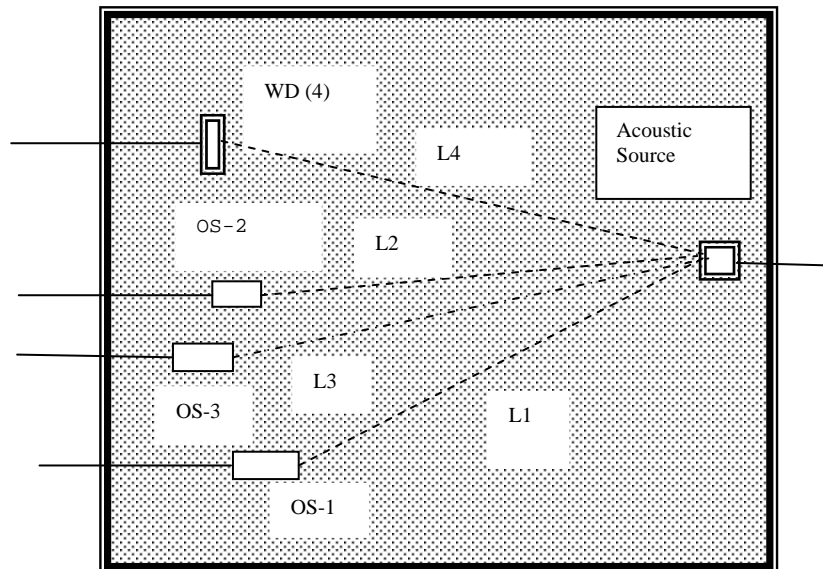 WD (4)
Acoustic
Source
L4
OS-2
L2
L3
OS-3
L1
OS-1